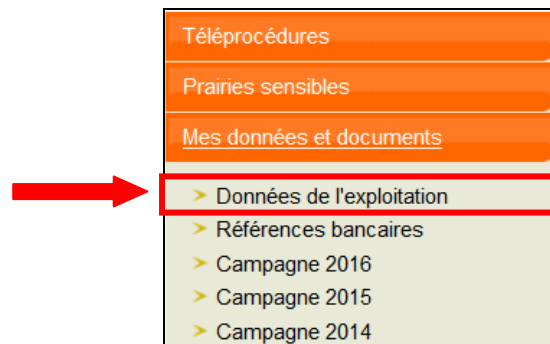 Téléprocédures
Prairies sensibles
Mes données et documents
Données de l'exploitation
Références bancaires
Campagne 2016
Campagne 2015
Campagne 2014